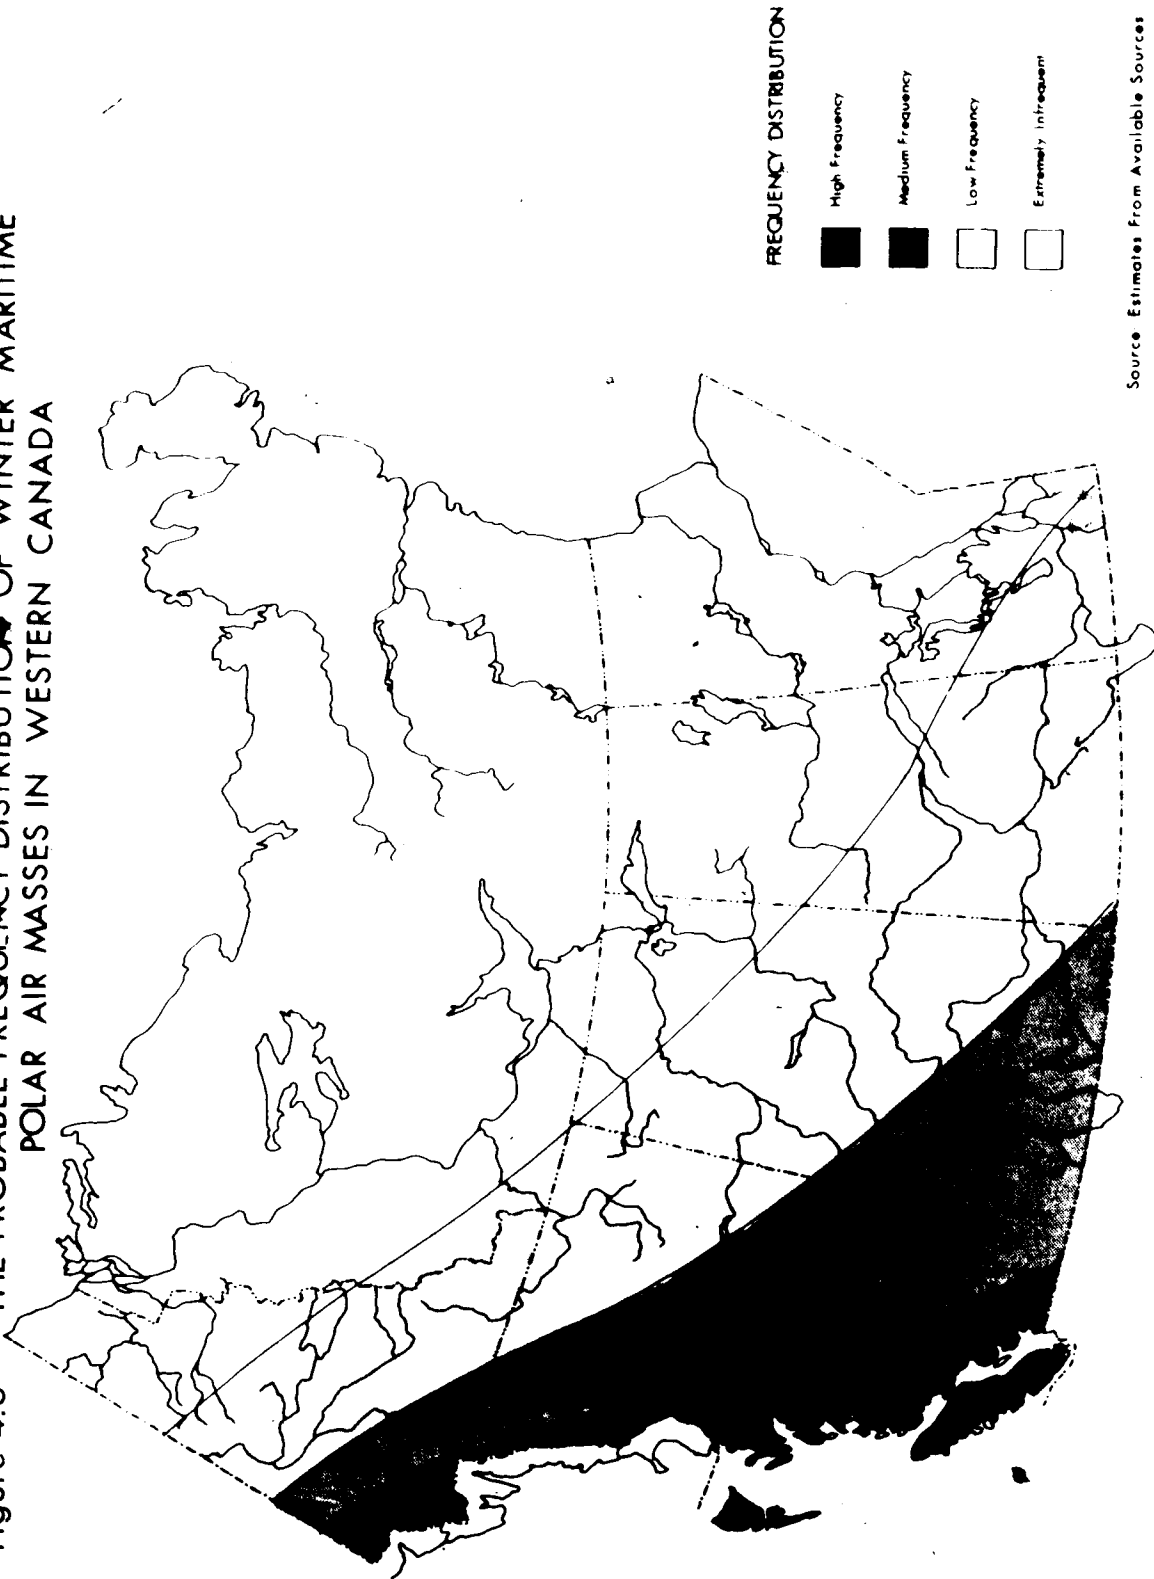 THE PROBABLE FREQUENCY DISTRIBUTION OF WINTER MARITIME
POLAR AIR MASSES IN WESTERN CANADA
FREQUENCY DISTRIBUTION
High Frequency
Medium Frequency
Low Frequency
Extremely Infrequent
Source Estimates From Available Sources